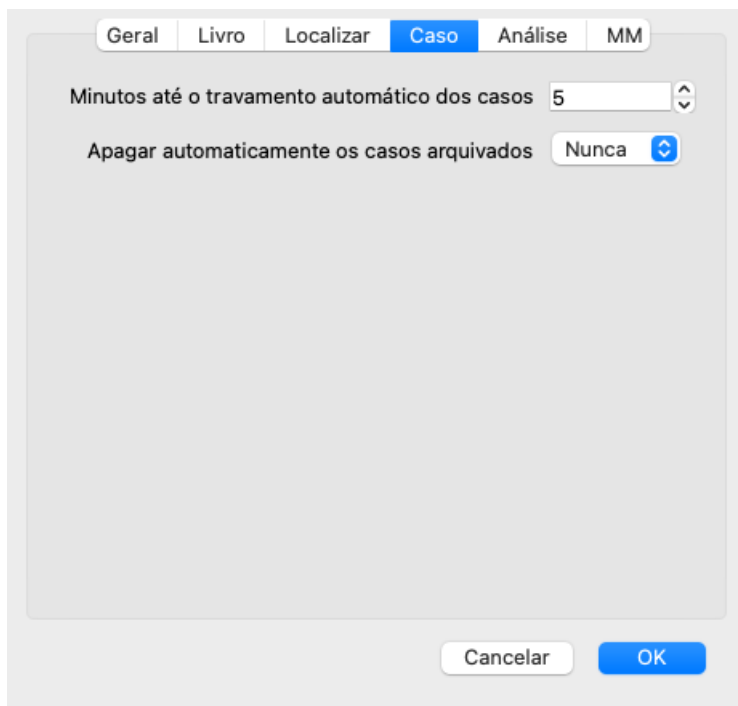 Geral Livro Localizar Caso Análise MM
Minutos até o travamento automático dos casos 5
Apagar automaticamente os casos arquivados Nunca
Cancelar OK